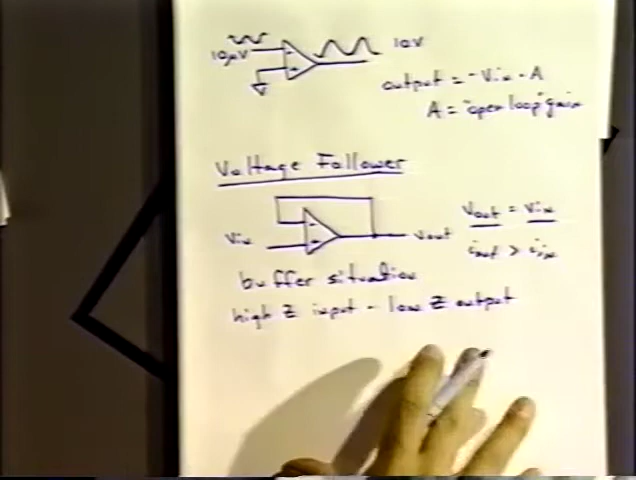 10µV
10V
output = -Vin · A
A = "open loop" gain
Voltage Follower
Vin
Vout
Vout = Vin
iout > iin
buffer situation
high Z input - low Z output